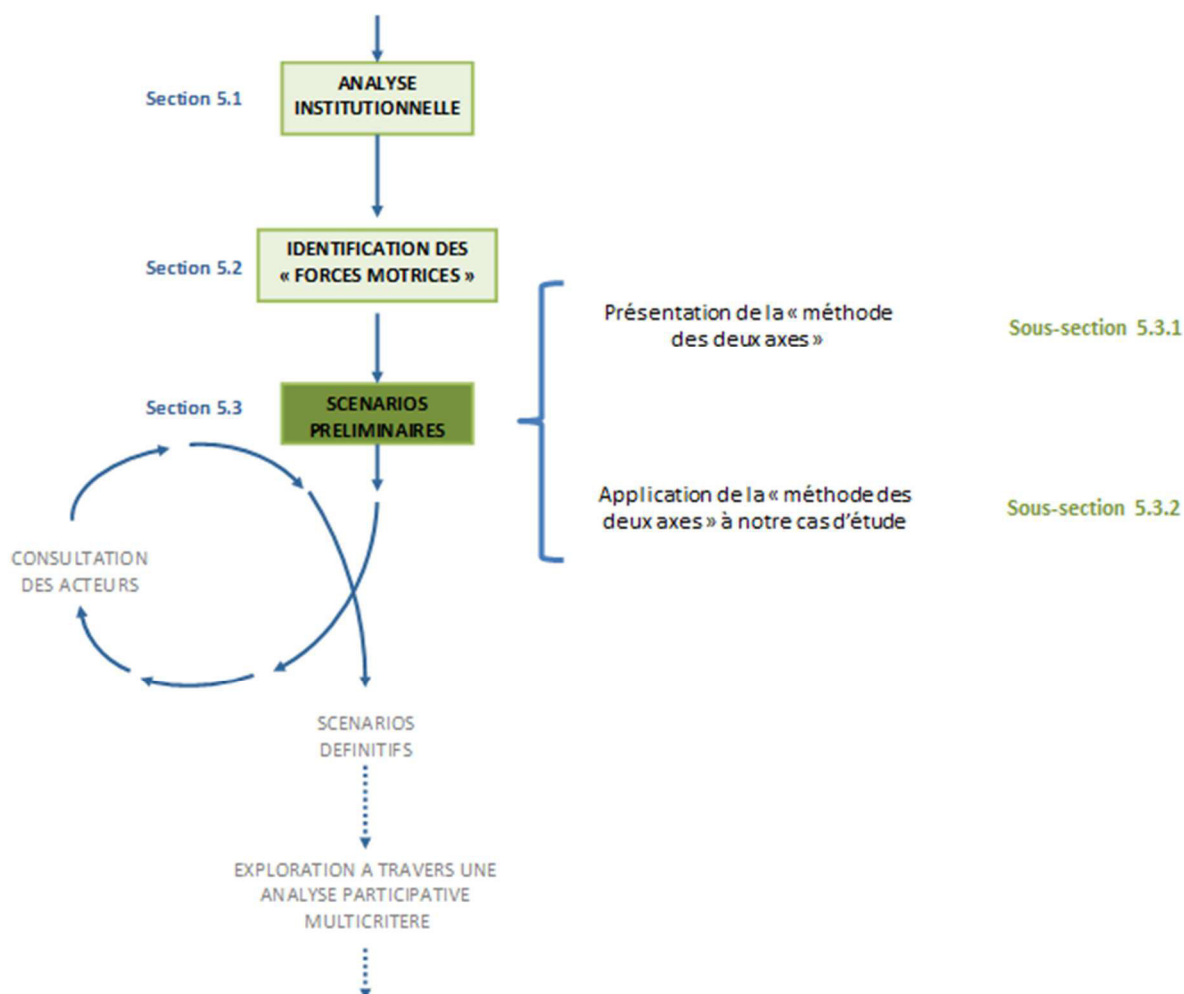 Section 5.1
ANALYSE
INSTITUTIONNELLE
Section 5.2
IDENTIFICATION DES
« FORCES MOTRICES »
Présentation de la « méthode
des deux axes »
Sous-section 5.3.1
Section 5.3
SCENARIOS
PRELIMINAIRES
Application de la « méthode des
deux axes » à notre cas d'étude
Sous-section 5.3.2
CONSULTATION
DES ACTEURS
SCENARIOS
DEFINITIFS
EXPLORATION A TRAVERS UNE
ANALYSE PARTICIPATIVE
MULTICRITERE